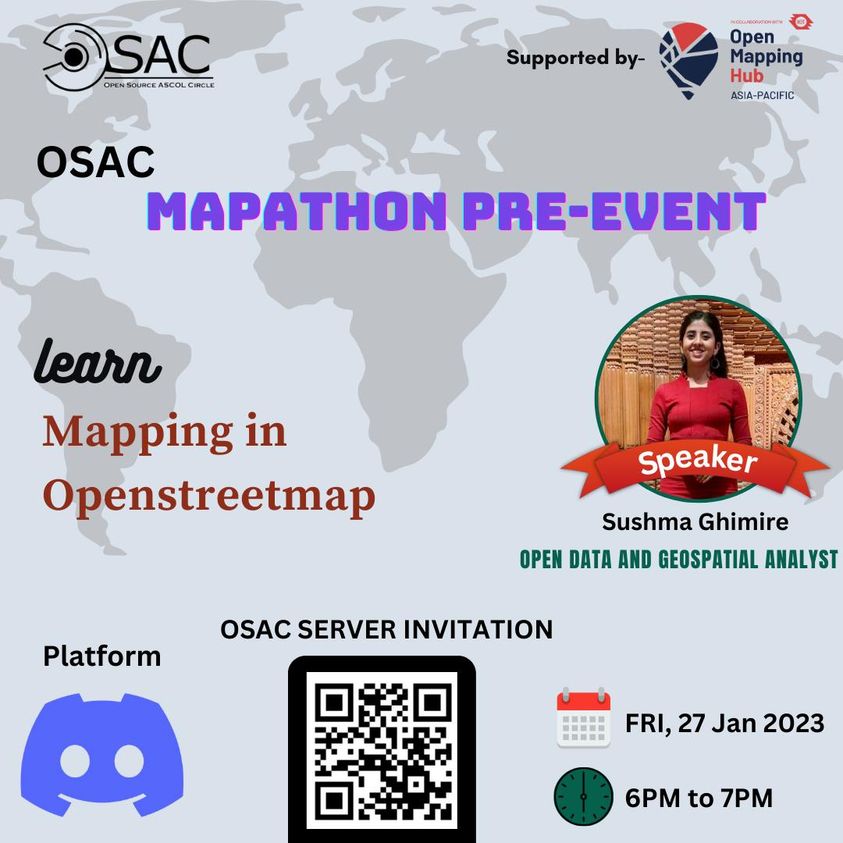 OSAC
OPEN SOURCE ASCOL CIRCLE
Supported by-
IN COLLABORATION WITH
Open
Mapping
Hub
ASIA-PACIFIC
OSAC
MAPATHON PRE-EVENT
learn
Mapping in
Openstreetmap
Speaker
Sushma Ghimire
OPEN DATA AND GEOSPATIAL ANALYST
OSAC SERVER INVITATION
Platform
FRI, 27 Jan 2023
6PM to 7PM